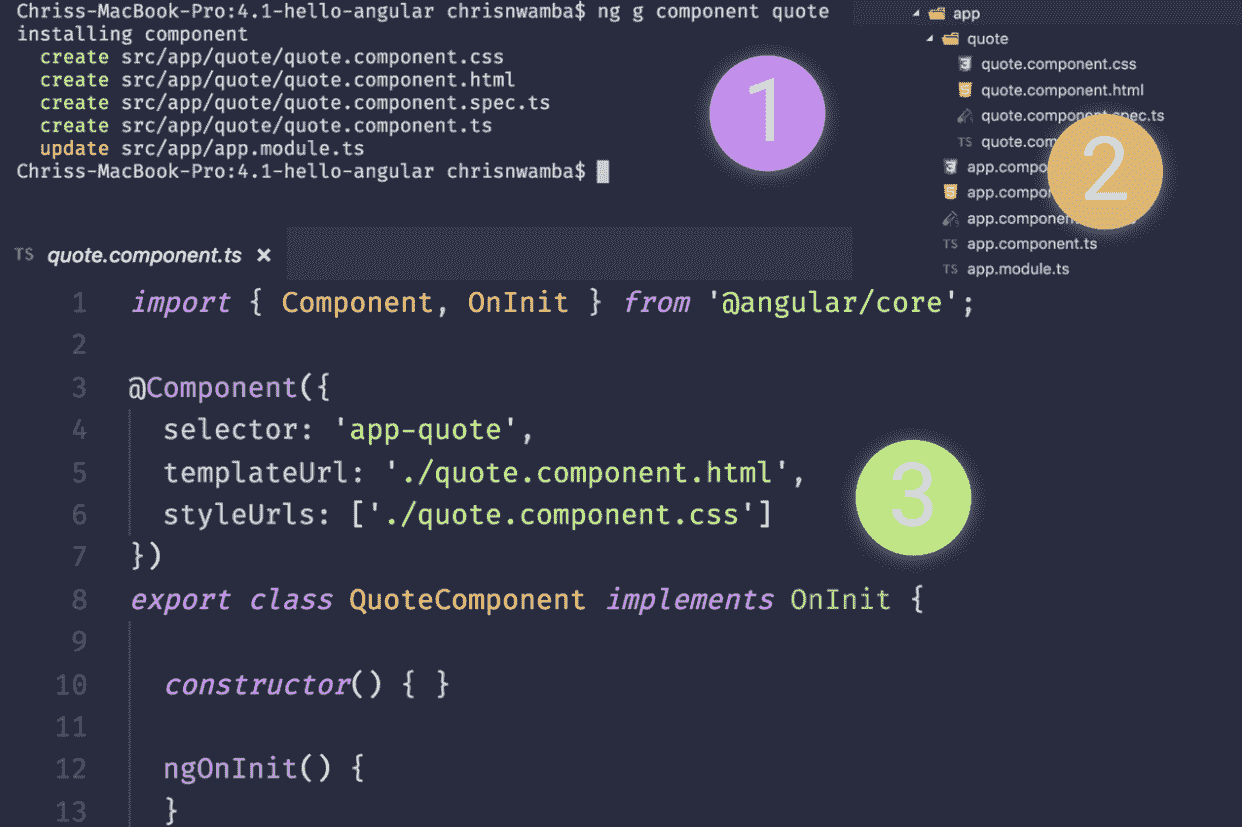 Chriss-MacBook-Pro:4.1-hello-angular chrisnwamba$ ng g component quote
installing component
create src/app/quote/quote.component.css
create src/app/quote/quote.component.html
create src/app/quote/quote.component.spec.ts
create src/app/quote/quote.component.ts
update src/app/app.module.ts
Chriss-MacBook-Pro:4.1-hello-angular chrisnwamba$
1
app
quote
quote.component.css
quote.component.html
quote.component.spec.ts
TS quote.com
app.compo
app.compo
app.componen
TS app.component.ts
TS app.module.ts
2
TS quote.component.ts ×
1 import { Component, OnInit } from '@angular/core';
2
3 @Component({
4 selector: 'app-quote',
5 templateUrl: './quote.component.html',
6 styleUrls: ['./quote.component.css']
7 })
8 export class QuoteComponent implements OnInit {
9
10 constructor() { }
11
12 ngOnInit() {
13 }
3